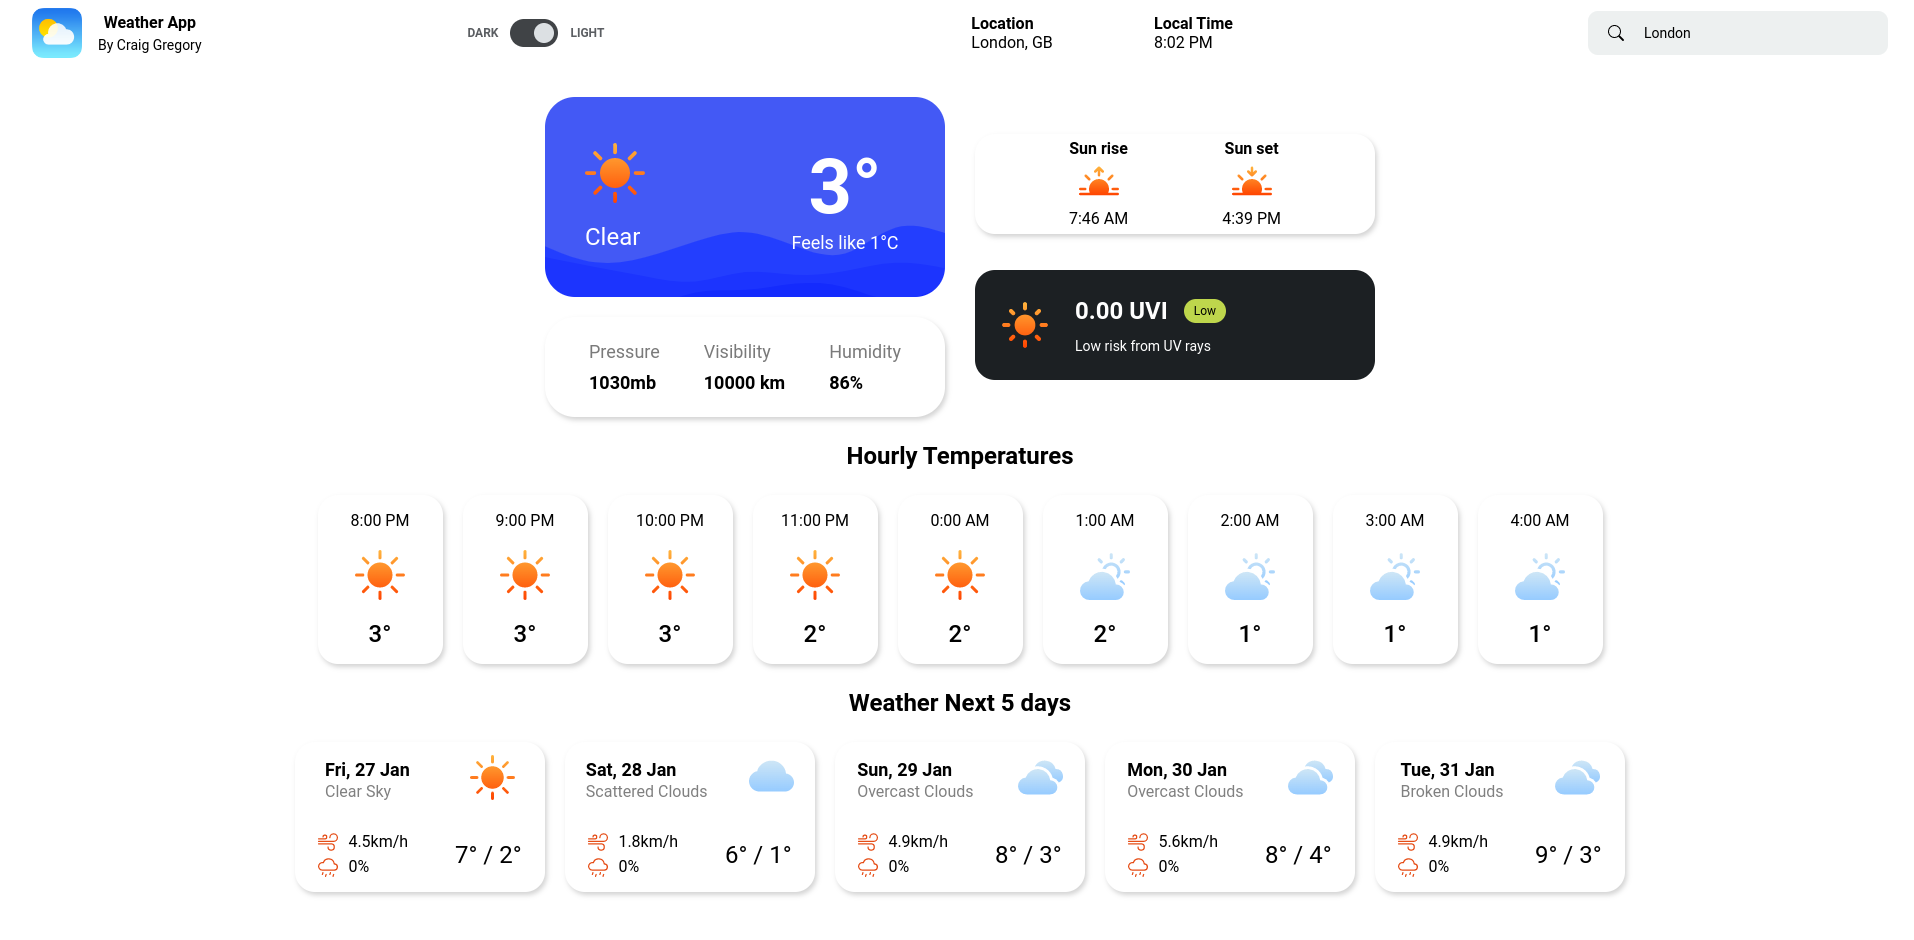 Weather App
By Craig Gregory
DARK LIGHT
Location
London, GB
Local Time
8:02 PM
London
Clear
3°
Feels like 1°C
Sun rise
7:46 AM
Sun set
4:39 PM
0.00 UVI Low
Low risk from UV rays
Pressure Visibility Humidity
1030mb 10000 km 86%
Hourly Temperatures
8:00 PM 9:00 PM 10:00 PM 11:00 PM 0:00 AM 1:00 AM 2:00 AM 3:00 AM 4:00 AM
3° 3° 3° 2° 2° 2° 1° 1° 1°
Weather Next 5 days
Fri, 27 Jan
Clear Sky
4.5km/h
0%
7° / 2°
Sat, 28 Jan
Scattered Clouds
1.8km/h
0%
6° / 1°
Sun, 29 Jan
Overcast Clouds
4.9km/h
0%
8° / 3°
Mon, 30 Jan
Overcast Clouds
5.6km/h
0%
8° / 4°
Tue, 31 Jan
Broken Clouds
4.9km/h
0%
9° / 3°